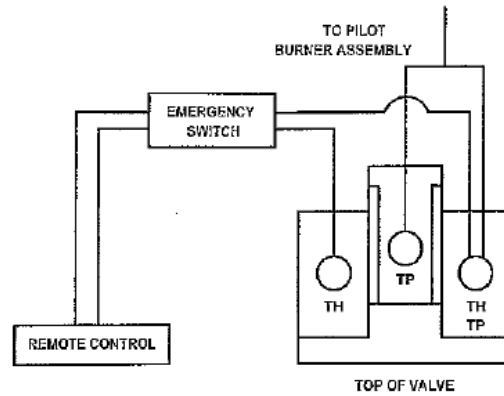 TO PILOT
BURNER ASSEMBLY
EMERGENCY
SWITCH
TH
TP
TH
TP
REMOTE CONTROL
TOP OF VALVE